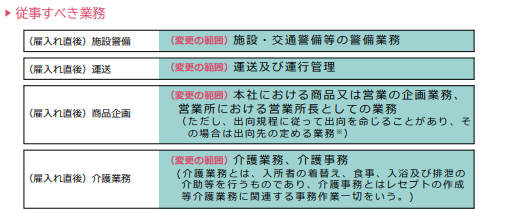 ▶ 従事すべき業務
(雇入れ直後) 施設警備
(変更の範囲) 施設・交通警備等の警備業務
(雇入れ直後) 運送
(変更の範囲) 運送及び運行管理
(雇入れ直後) 商品企画
(変更の範囲) 本社における商品又は営業の企画業務、
営業所における営業所長としての業務
(ただし、出向規程に従って出向を命じることがあり、そ
の場合は出向先の定める業務※)
(雇入れ直後) 介護業務
(変更の範囲) 介護業務、介護事務
(介護業務とは、入所者の着替え、食事、入浴及び排泄の
介助等を行うものであり、介護事務とはレセプトの作成
等介護業務に関連する事務作業一切をいう。)